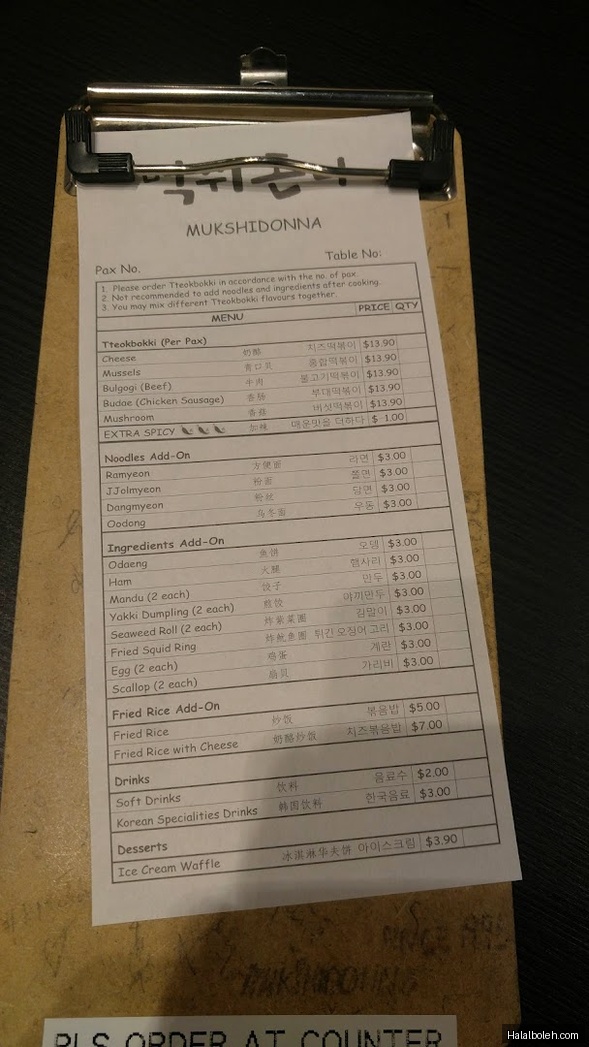 MUKSHIDONNA
Pax No. Table No:
1. Please order Tteokbokki in accordance with the no. of pax.
2. Not recommended to add noodles and ingredients after cooking.
3. You may mix different Tteokbokki flavours together.
MENU PRICE QTY
Tteokbokki (Per Pax)
Cheese 奶酪 치즈떡볶이 $13.90
Mussels 青口贝 홍합떡볶이 $13.90
Bulgogi (Beef) 牛肉 불고기떡볶이 $13.90
Budae (Chicken Sausage) 香肠 부대떡볶이 $13.90
Mushroom 香菇 버섯떡볶이 $13.90
EXTRA SPICY 加辣 매운맛을 더하다 $ 1.00
Noodles Add-On
Ramyeon 方便面 라면 $3.00
JJolmyeon 粉面 쫄면 $3.00
Dangmyeon 粉丝 당면 $3.00
Oodong 乌冬面 우동 $3.00
Ingredients Add-On
Odaeng 鱼饼 오뎅 $3.00
Ham 火腿 햄사리 $3.00
Mandu (2 each) 饺子 만두 $3.00
Yakki Dumpling (2 each) 煎饺 야끼만두 $3.00
Seaweed Roll (2 each) 炸紫菜圈 김말이 $3.00
Fried Squid Ring 炸鱿鱼圈 튀긴 오징어 고리 $3.00
Egg (2 each) 鸡蛋 계란 $3.00
Scallop (2 each) 扇贝 가리비 $3.00
Fried Rice Add-On
Fried Rice 炒饭 볶음밥 $5.00
Fried Rice with Cheese 奶酪炒饭 치즈볶음밥 $7.00
Drinks
Soft Drinks 饮料 음료수 $2.00
Korean Specialities Drinks 韩国饮料 한국음료 $3.00
Desserts
Ice Cream Waffle 冰淇淋华夫饼 아이스크림 $3.90
PLS ORDER AT COUNTER
Halalboleh.com